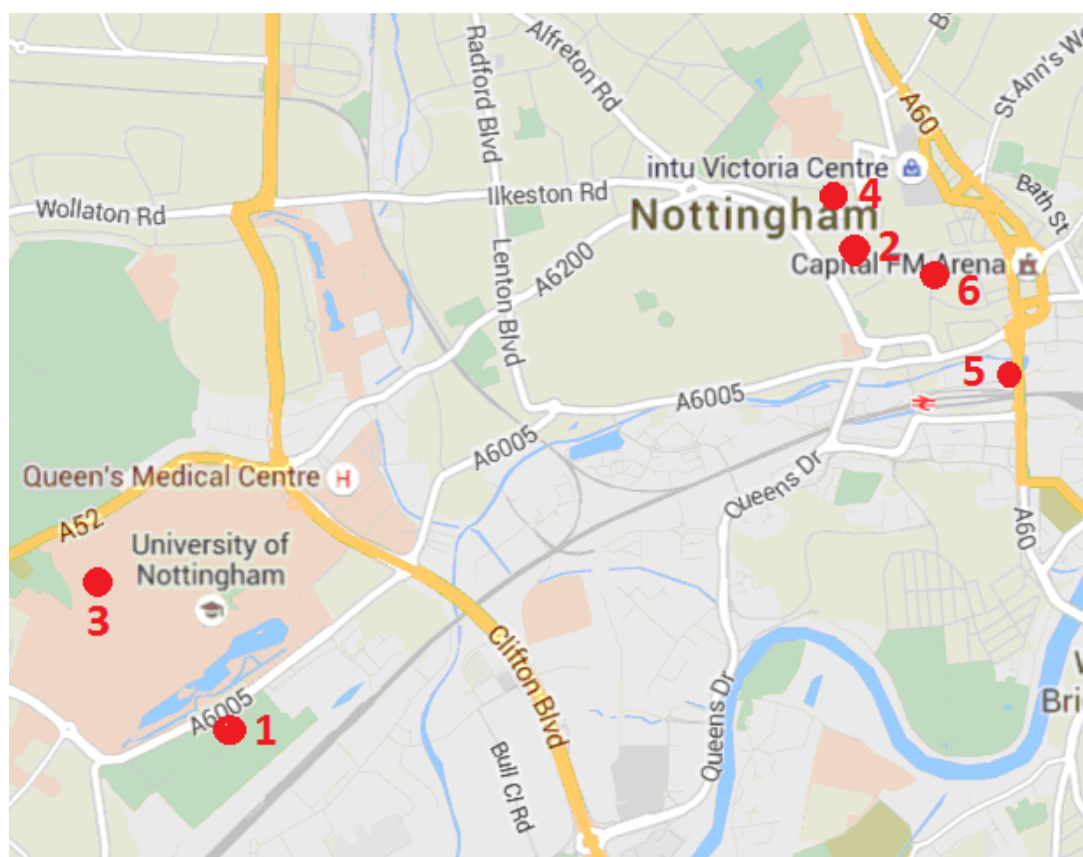 Radford Blvd
Alfreton Rd
A60
St Ann's We
intu Victoria Centre
4
Bath St
Wollaton Rd
Ilkeston Rd
Nottingham
2
Lenton Blvd
A6200
Capital FM Arena
6
5
A6005
A6005
Queen's Medical Centre
H
Queens Dr
A52
University of
Nottingham
A60
3
Clifton Blvd
W
Bri
A6005
1
Queens Dr
Bull Cl Rd